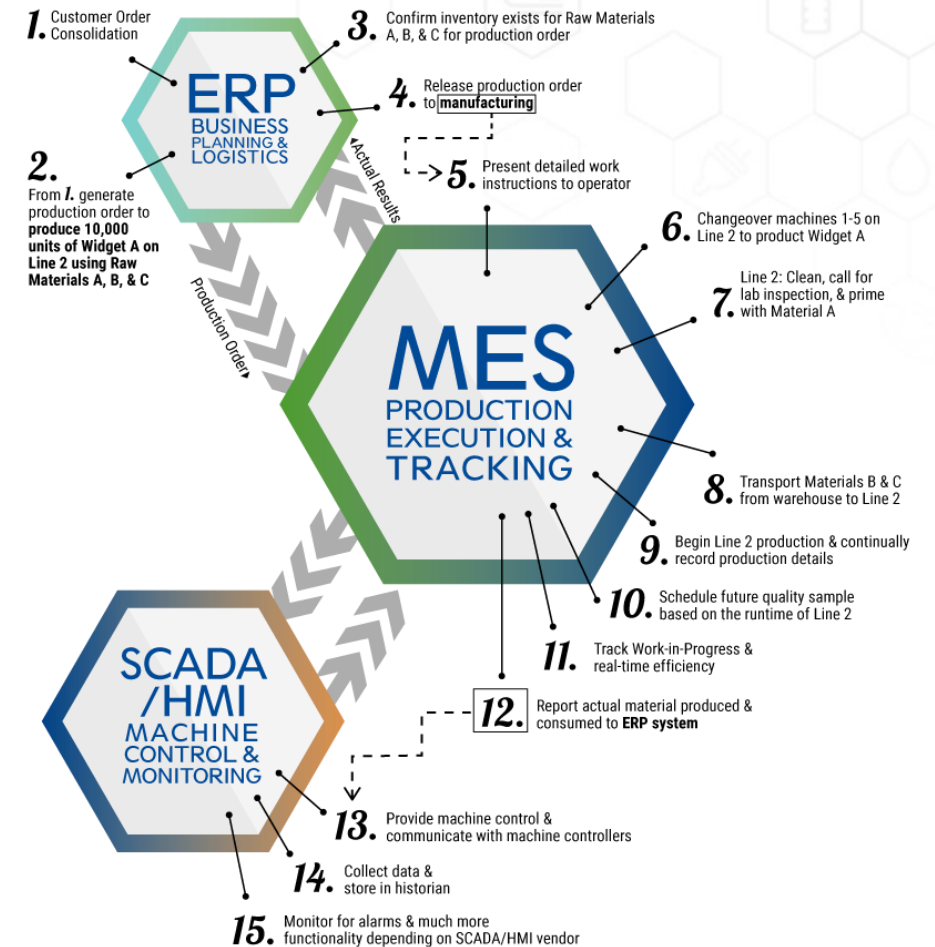 1. Customer Order
Consolidation
ERP
BUSINESS
PLANNING &
LOGISTICS
2.
From 1. generate
production order to
produce 10,000
units of Widget A on
Line 2 using Raw
Materials A, B, & C
3. Confirm inventory exists for Raw Materials
A, B, & C for production order
4. Release production order
to manufacturing
Actual Results
Production Order
5. Present detailed work
instructions to operator
6. Changeover machines 1-5 on
Line 2 to product Widget A
7. Line 2: Clean, call for
lab inspection, & prime
with Material A
MES
PRODUCTION
EXECUTION &
TRACKING
8. Transport Materials B & C
from warehouse to Line 2
9. Begin Line 2 production & continually
record production details
10. Schedule future quality sample
based on the runtime of Line 2
11. Track Work-in-Progress &
real-time efficiency
12. Report actual material produced &
consumed to ERP system
SCADA
/HMI
MACHINE
CONTROL &
MONITORING
13. Provide machine control &
communicate with machine controllers
14. Collect data &
store in historian
15. Monitor for alarms & much more
functionality depending on SCADA/HMI vendor